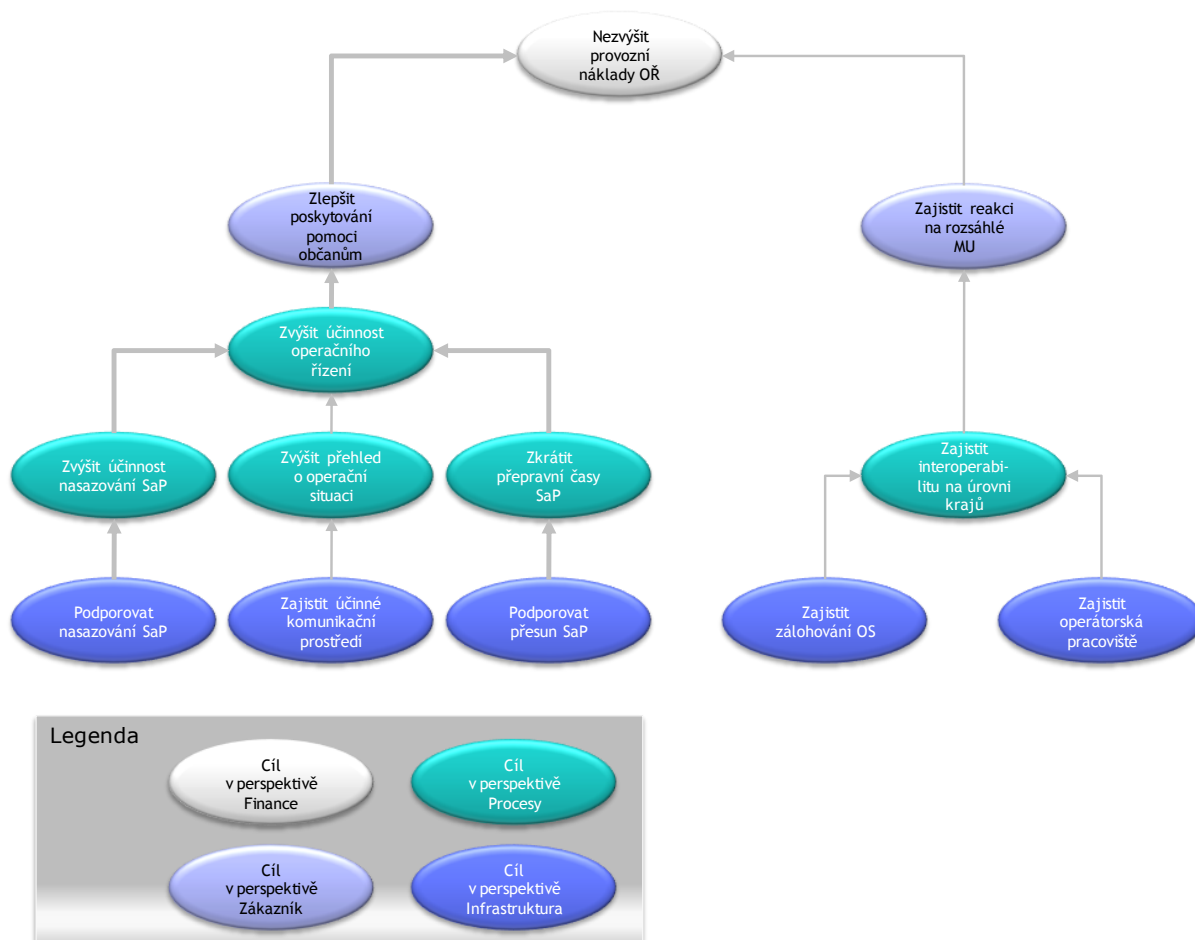 Nezvýšit
provozní
náklady OŘ
Zlepšit
poskytování
pomoci
občanům
Zajistit reakci
na rozsáhlé
MU
Zvýšit účinnost
operačního
řízení
Zvýšit účinnost
nasazování SaP
Zvýšit přehled
o operační
situaci
Zkrátit
přepravní časy
SaP
Zajistit
interoperabi-
litu na úrovni
krajů
Podporovat
nasazování SaP
Zajistit účinné
komunikační
prostředí
Podporovat
přesun SaP
Zajistit
zálohování OS
Zajistit
operátorská
pracoviště
Legenda
Cíl
v perspektivě
Finance
Cíl
v perspektivě
Procesy
Cíl
v perspektivě
Zákazník
Cíl
v perspektivě
Infrastruktura